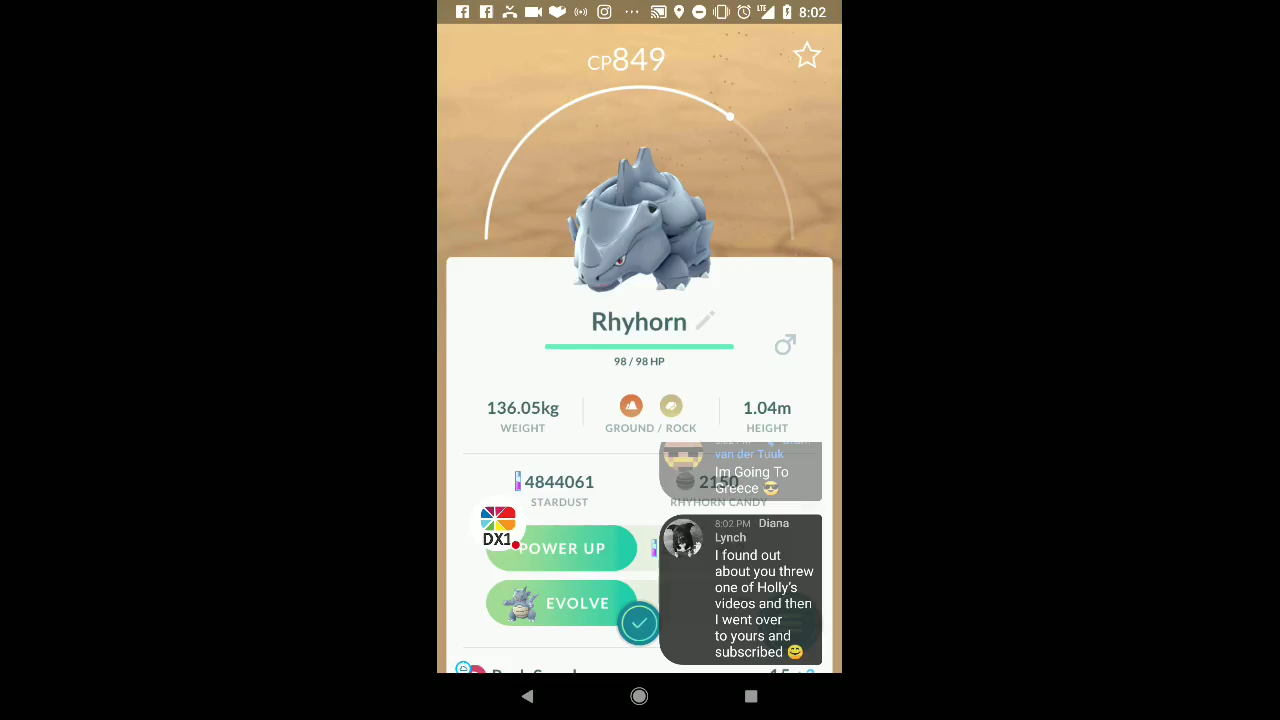 8:02
LTE
CP849
Rhyhorn
98 / 98 HP
136.05kg
WEIGHT
GROUND / ROCK
1.04m
HEIGHT
van der Tuuk
Im Going To
Greece 😎
4844061
STARDUST
2150
RHYHORN CANDY
DX1
POWER UP
EVOLVE
8:02 PM Diana
Lynch
I found out
about you threw
one of Holly's
videos and then
I went over
to yours and
subscribed 😊